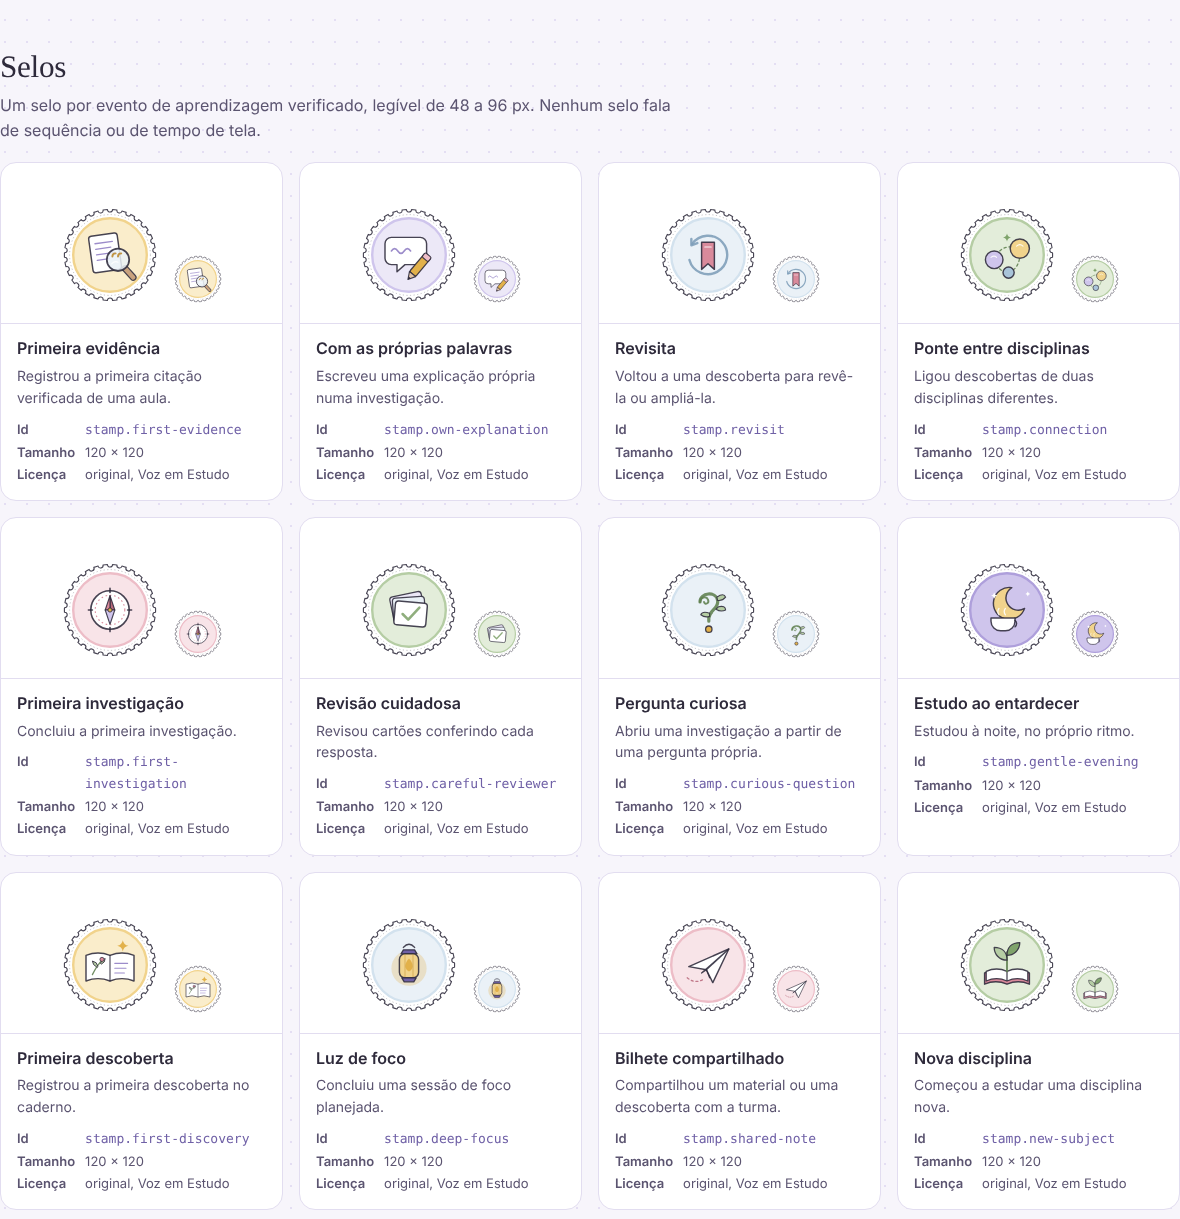 Selos
Um selo por evento de aprendizagem verificado, legível de 48 a 96 px. Nenhum selo fala
de sequência ou de tempo de tela.
Primeira evidência
Registrou a primeira citação
verificada de uma aula.
Id stamp.first-evidence
Tamanho 120 × 120
Licença original, Voz em Estudo
Com as próprias palavras
Escreveu uma explicação própria
numa investigação.
Id stamp.own-explanation
Tamanho 120 × 120
Licença original, Voz em Estudo
Revisita
Voltou a uma descoberta para revê-
la ou ampliá-la.
Id stamp.revisit
Tamanho 120 × 120
Licença original, Voz em Estudo
Ponte entre disciplinas
Ligou descobertas de duas
disciplinas diferentes.
Id stamp.connection
Tamanho 120 × 120
Licença original, Voz em Estudo
Primeira investigação
Concluiu a primeira investigação.
Id stamp.first-
investigation
Tamanho 120 × 120
Licença original, Voz em Estudo
Revisão cuidadosa
Revisou cartões conferindo cada
resposta.
Id stamp.careful-reviewer
Tamanho 120 × 120
Licença original, Voz em Estudo
Pergunta curiosa
Abriu uma investigação a partir de
uma pergunta própria.
Id stamp.curious-question
Tamanho 120 × 120
Licença original, Voz em Estudo
Estudo ao entardecer
Estudou à noite, no próprio ritmo.
Id stamp.gentle-evening
Tamanho 120 × 120
Licença original, Voz em Estudo
Primeira descoberta
Registrou a primeira descoberta no
caderno.
Id stamp.first-discovery
Tamanho 120 × 120
Licença original, Voz em Estudo
Luz de foco
Concluiu uma sessão de foco
planejada.
Id stamp.deep-focus
Tamanho 120 × 120
Licença original, Voz em Estudo
Bilhete compartilhado
Compartilhou um material ou uma
descoberta com a turma.
Id stamp.shared-note
Tamanho 120 × 120
Licença original, Voz em Estudo
Nova disciplina
Começou a estudar uma disciplina
nova.
Id stamp.new-subject
Tamanho 120 × 120
Licença original, Voz em Estudo